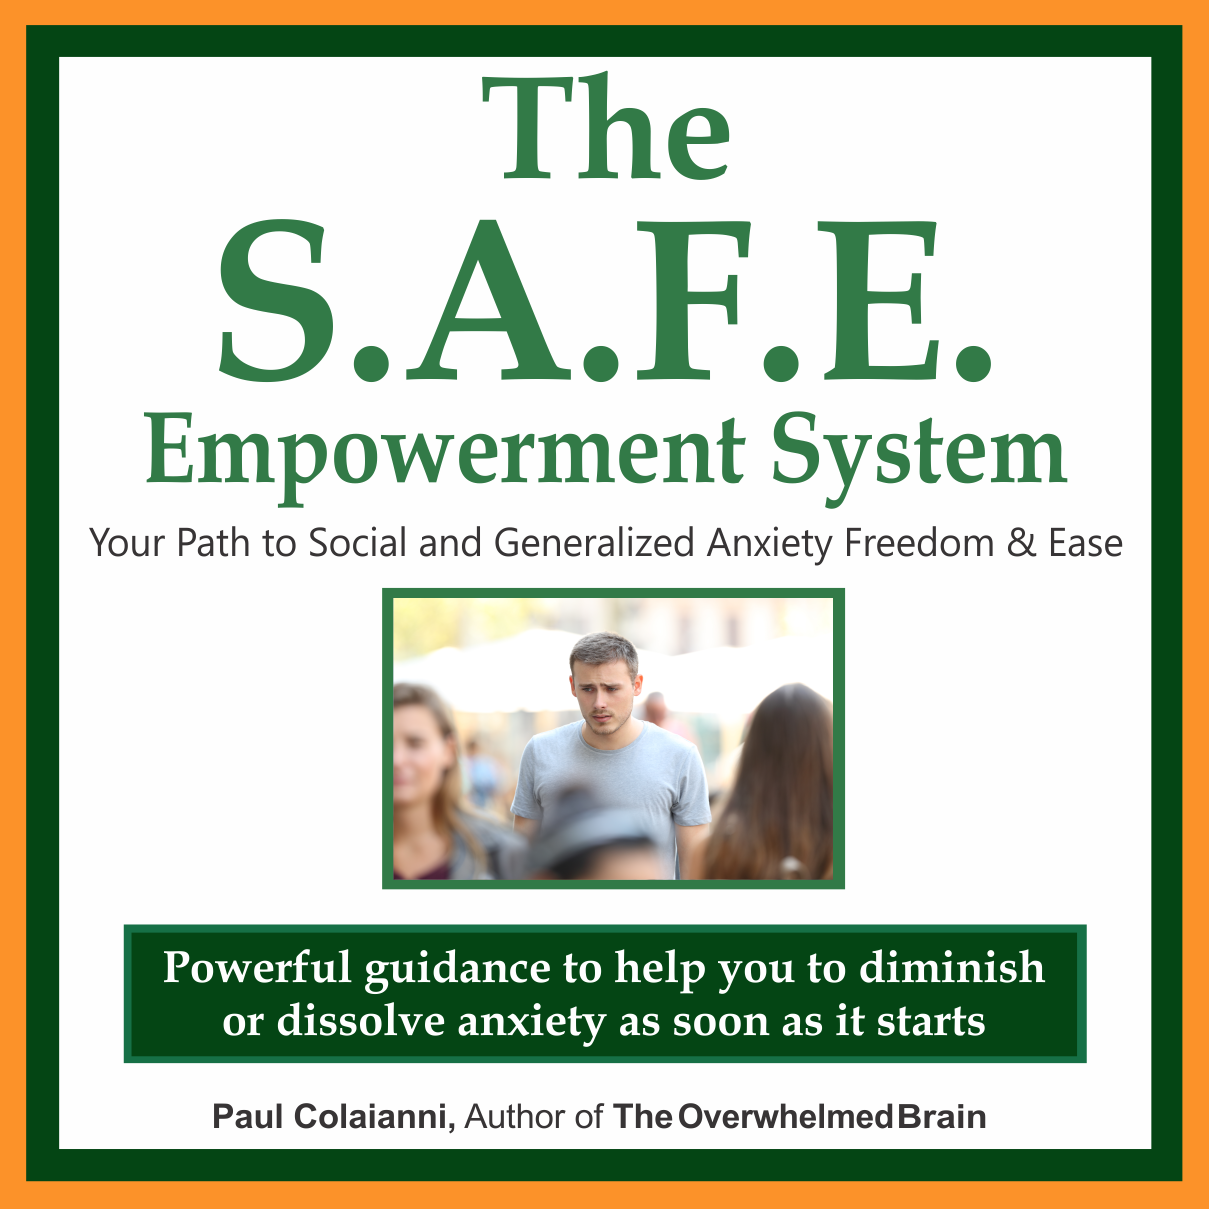 The
S.A.F.E.
Empowerment System
Your Path to Social and Generalized Anxiety Freedom & Ease
Powerful guidance to help you to diminish
or dissolve anxiety as soon as it starts
Paul Colaianni, Author of The Overwhelmed Brain